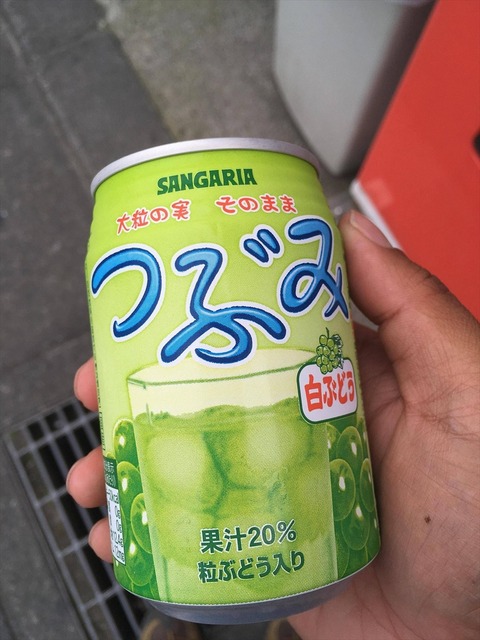 SANGARIA
大粒の実 そのまま
つぶみ
白ぶどう
果汁20%
粒ぶどう入り